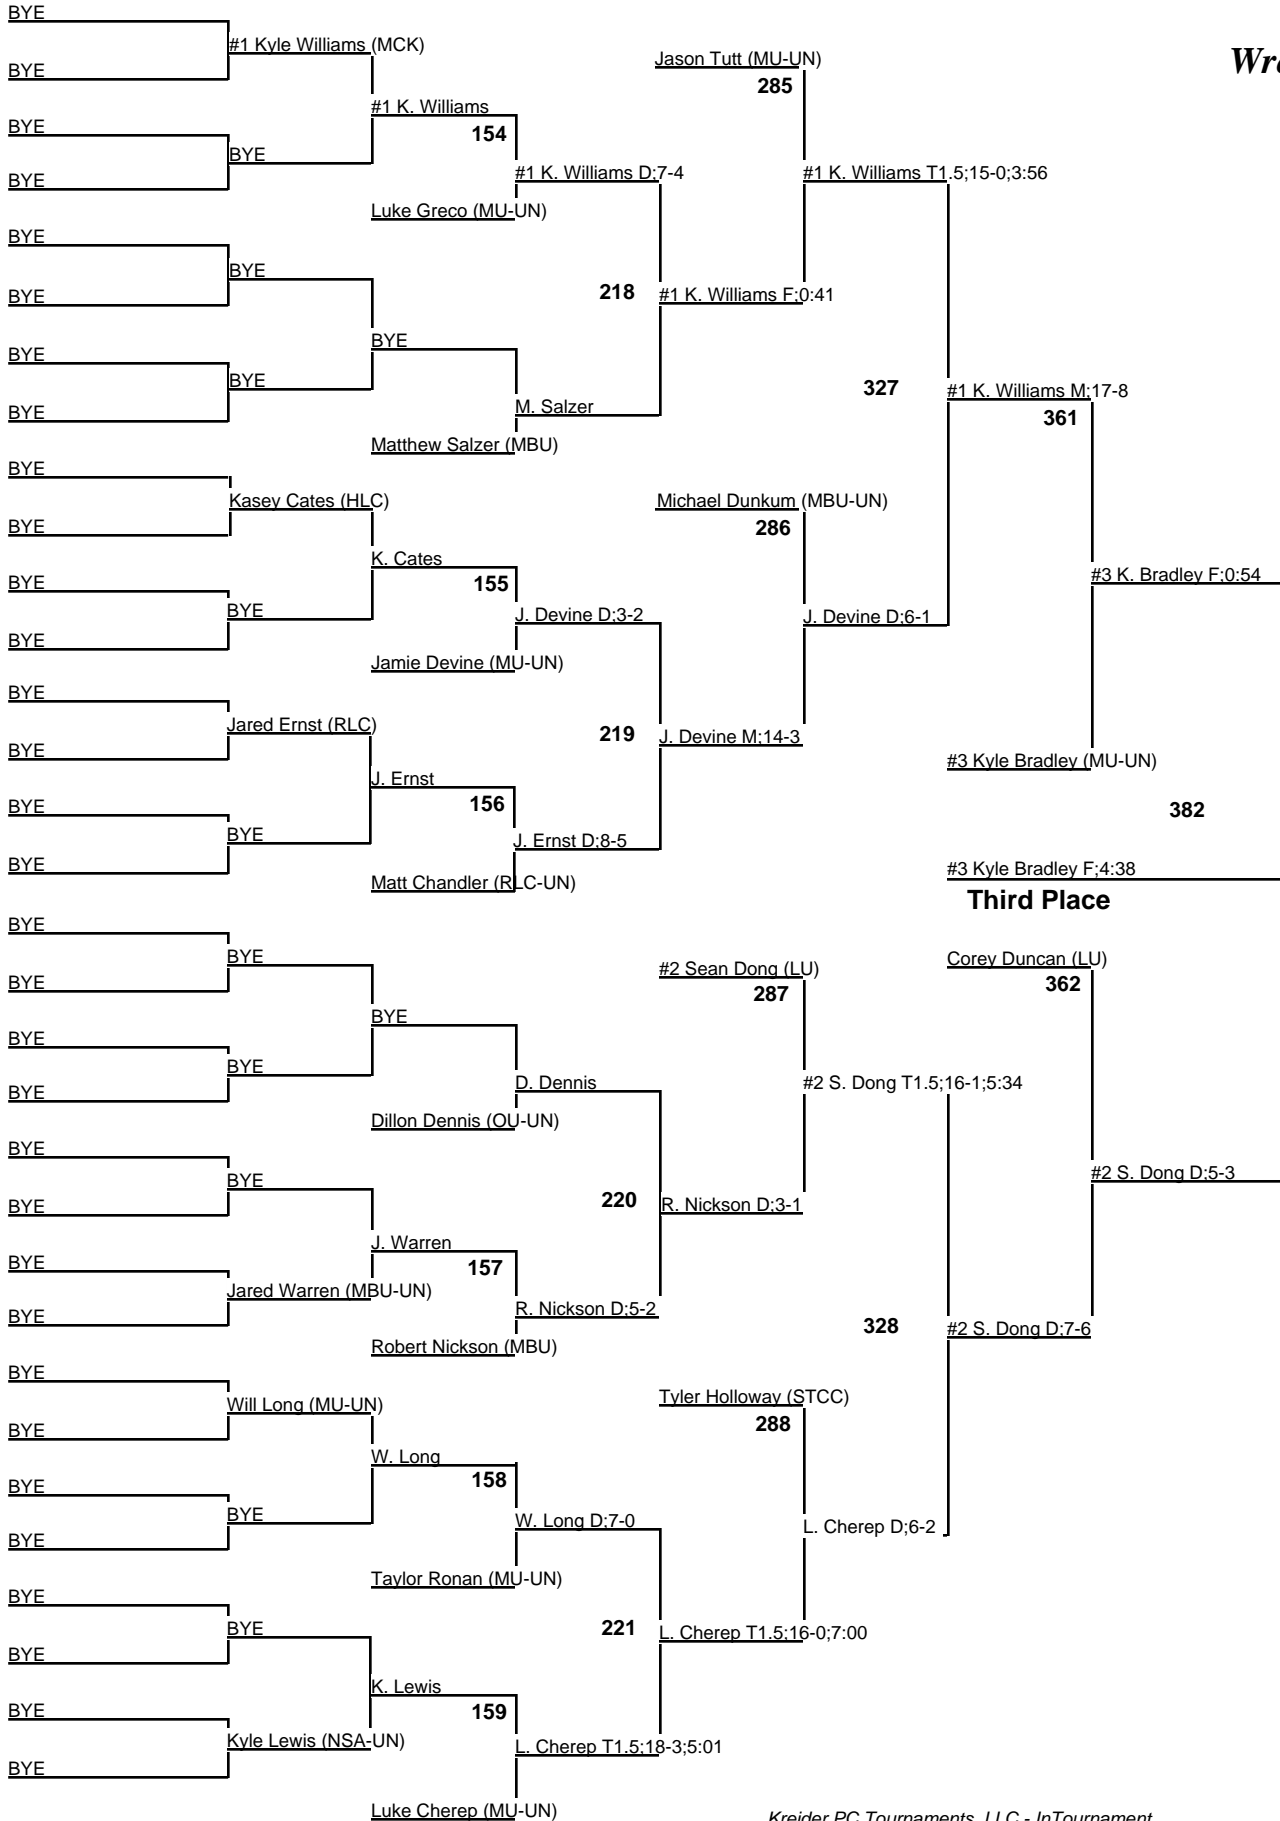 BYE
#1 Kyle Williams (MCK)
Jason Tutt (MU-UN)
BYE
285
#1 K. Williams
BYE
154
BYE
#1 K. Williams D;7-4
#1 K. Williams T1.5;15-0;3:56
BYE
Luke Greco (MU-UN)
BYE
BYE
218
#1 K. Williams F;0:41
BYE
BYE
BYE
BYE
327
#1 K. Williams M;17-8
M. Salzer
361
BYE
Matthew Salzer (MBU)
BYE
Kasey Cates (HLC)
Michael Dunkum (MBU-UN)
BYE
286
K. Cates
#3 K. Bradley F;0:54
BYE
155
BYE
J. Devine D;3-2
J. Devine D;6-1
BYE
Jamie Devine (MU-UN)
BYE
Jared Ernst (RLC)
219
J. Devine M;14-3
BYE
#3 Kyle Bradley (MU-UN)
J. Ernst
156
BYE
382
BYE
J. Ernst D;8-5
BYE
#3 Kyle Bradley F;4:38
Matt Chandler (RLC-UN)
Third Place
BYE
BYE
#2 Sean Dong (LU)
Corey Duncan (LU)
BYE
287
362
BYE
BYE
BYE
D. Dennis
#2 S. Dong T1.5;16-1;5:34
BYE
Dillon Dennis (OU-UN)
BYE
BYE
#2 S. Dong D;5-3
BYE
220
R. Nickson D;3-1
J. Warren
BYE
157
Jared Warren (MBU-UN)
BYE
R. Nickson D;5-2
328
#2 S. Dong D;7-6
Robert Nickson (MBU)
BYE
Will Long (MU-UN)
Tyler Holloway (STCC)
BYE
288
W. Long
BYE
158
BYE
W. Long D;7-0
L. Cherep D;6-2
BYE
Taylor Ronan (MU-UN)
BYE
BYE
221
L. Cherep T1.5;16-0;7:00
BYE
K. Lewis
BYE
159
Kyle Lewis (NSA-UN)
L. Cherep T1.5;18-3;5:01
BYE
Luke Cherep (MU-UN)
Kreider PC Tournaments, LLC - InTournament